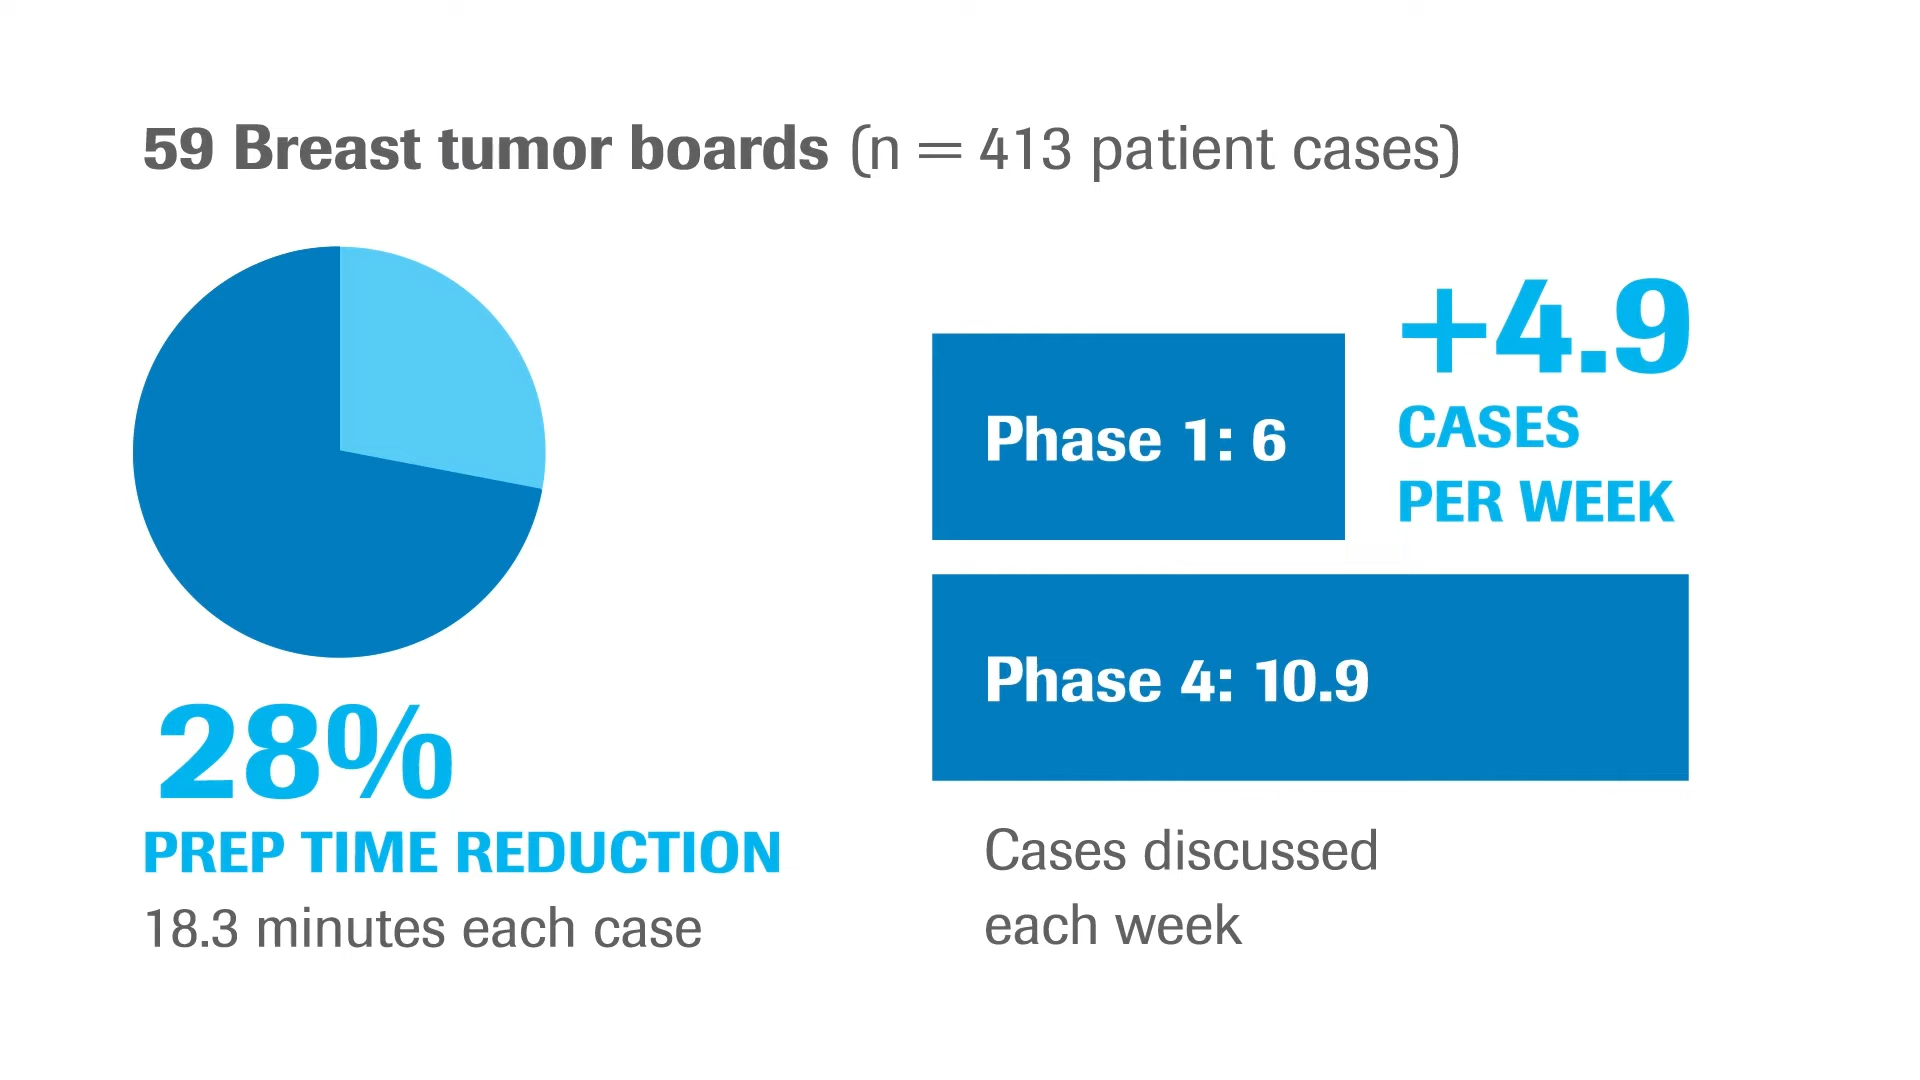 59 Breast tumor boards (n = 413 patient cases)
28%
PREP TIME REDUCTION
18.3 minutes each case
Phase 1: 6
+4.9
CASES
PER WEEK
Phase 4: 10.9
Cases discussed
each week